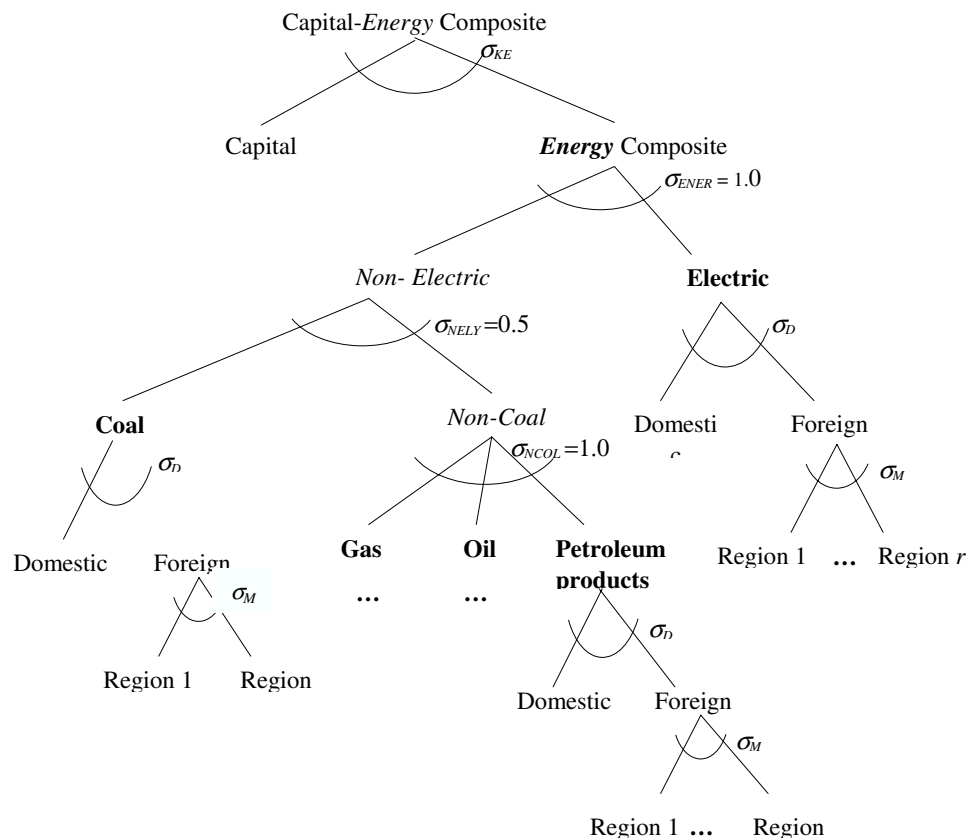 Capital-Energy Composite
σKE
Capital
Energy Composite
σENER = 1.0
Non- Electric
Electric
σNELY =0.5
σD
Coal
Non-Coal
Domesti
Foreign
σD
σNCOL =1.0
σM
Domestic
Foreign
Gas
Oil
Petroleum
products
Region 1 ... Region r
... ...
σM
σD
Region 1
Region
Domestic
Foreign
σM
Region 1 ... Region